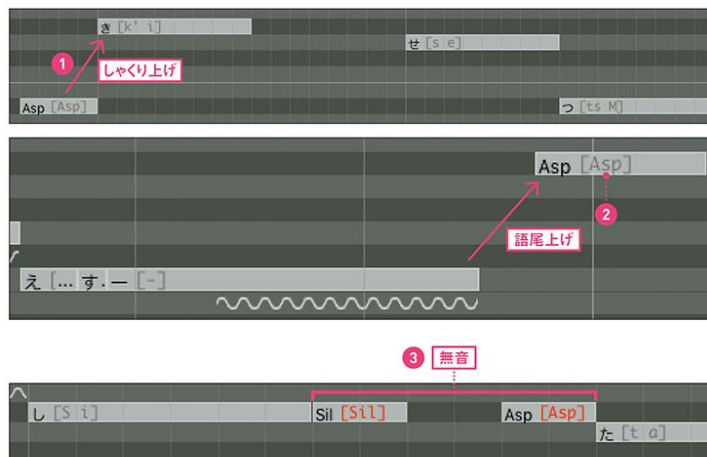 き [k' i]
せ [s e]
1
しゃくり上げ
Asp [Asp]
つ [ts M]
Asp [Asp]
2
語尾上げ
え [... す. ー [-]
3 無音
し [S i]
Sil [Sil]
Asp [Asp]
た [t a]